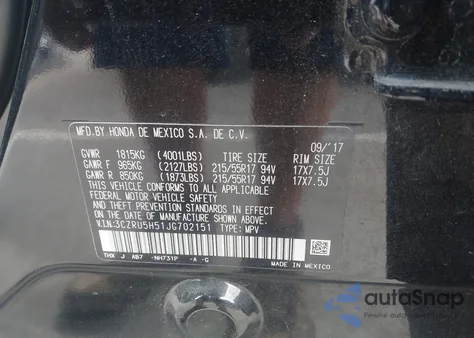 MFD.BY HONDA DE MEXICO S.A. DE C.V.
09/'17
GVWR 1815KG (4001LBS) TIRE SIZE RIM SIZE
GAWR F 965KG (2127LBS) 215/55R17 94V 17X7.5J
GAWR R 850KG (1873LBS) 215/55R17 94V 17X7.5J
THIS VEHICLE CONFORMS TO ALL APPLICABLE
FEDERAL MOTOR VEHICLE SAFETY AND
THEFT PREVENTION STANDARDS IN EFFECT ON
THE DATE OF MANUFACTURE SHOWN ABOVE.
V.I.N:3CZRU5H51JG702151 TYPE: MPV
THX J AB7 NH731P -A -G MADE IN MEXICO
autoSnap
Pewne auto